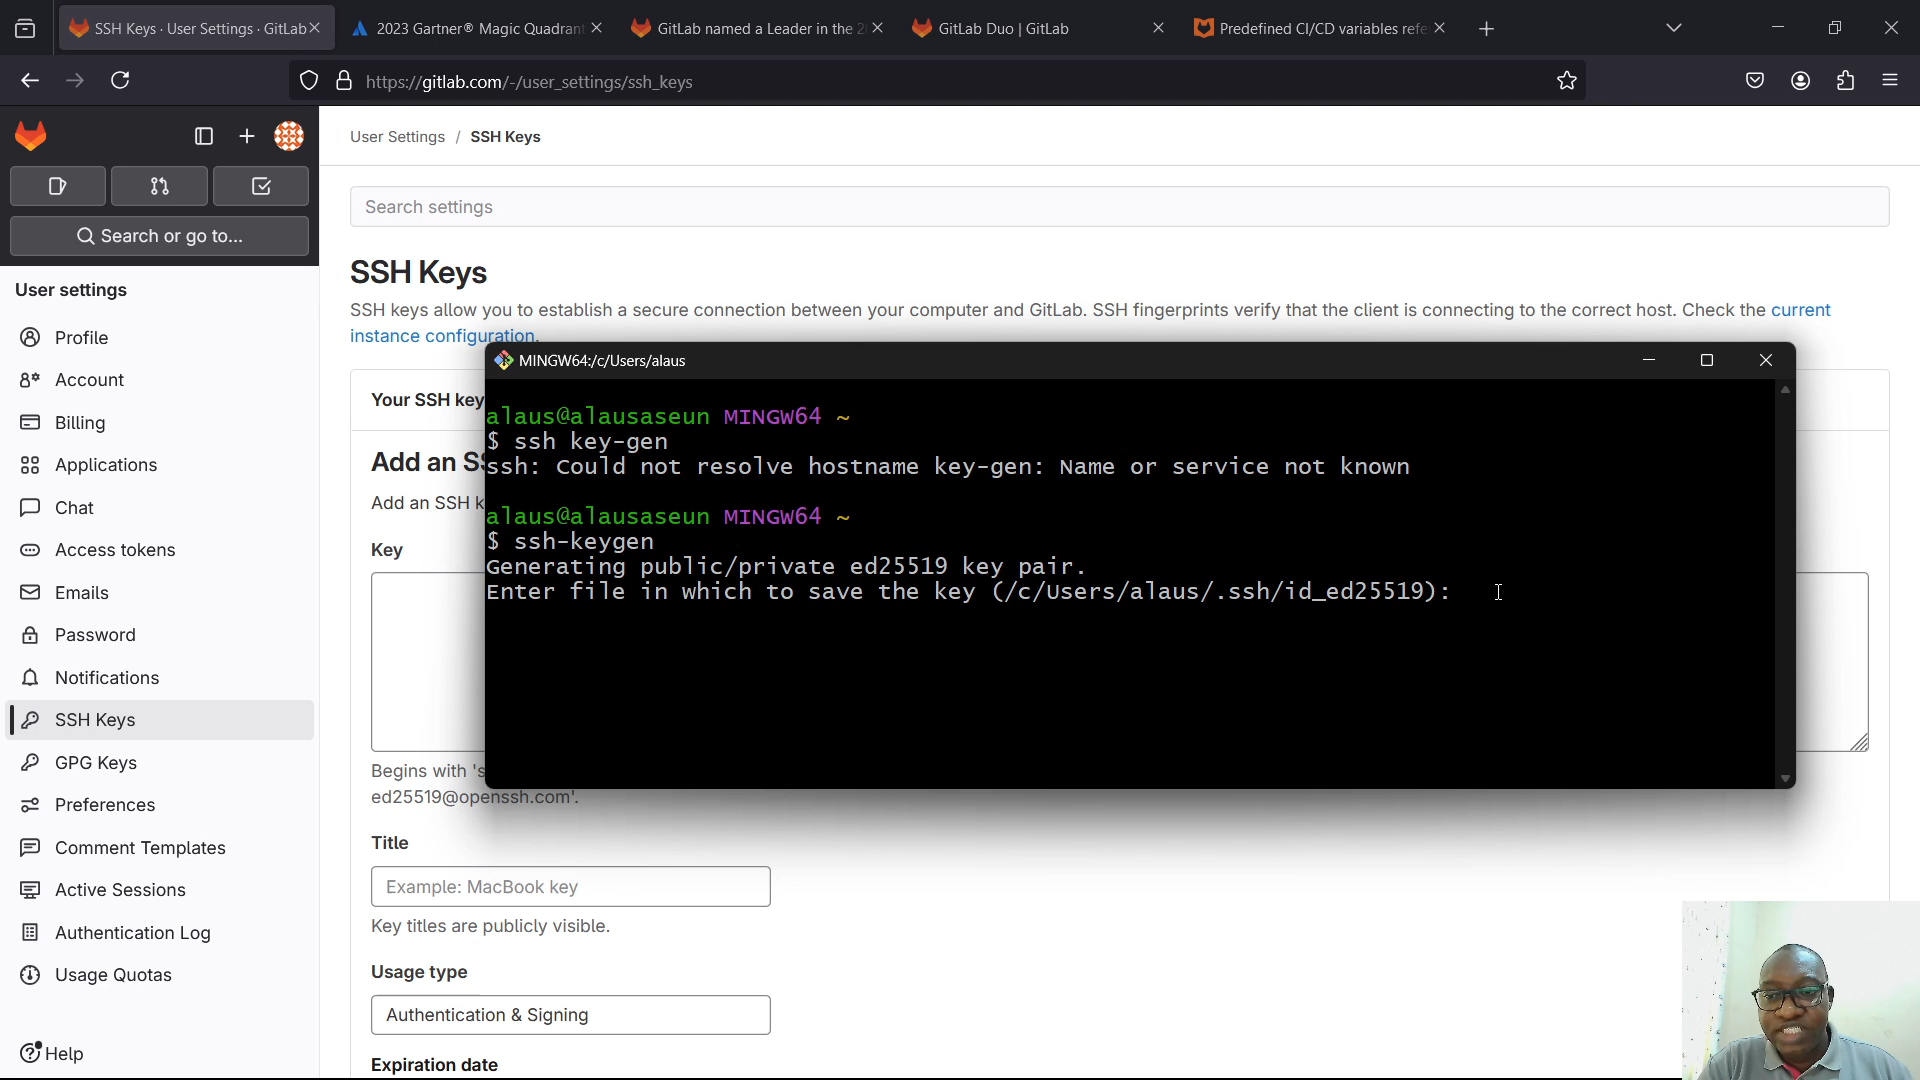 SSH Keys · User Settings · GitLab
2023 Gartner® Magic Quadrant
GitLab named a Leader in the 2
GitLab Duo | GitLab
Predefined CI/CD variables refe
https://gitlab.com/-/user_settings/ssh_keys
User Settings / SSH Keys
Search settings
Search or go to...
User settings
Profile
Account
Billing
Applications
Chat
Access tokens
Emails
Password
Notifications
SSH Keys
GPG Keys
Preferences
Comment Templates
Active Sessions
Authentication Log
Usage Quotas
Help
SSH Keys
SSH keys allow you to establish a secure connection between your computer and GitLab. SSH fingerprints verify that the client is connecting to the correct host. Check the current
instance configuration.
Your SSH key
Add an S
Add an SSH k
Key
MINGW64:/c/Users/alaus
alaus@alausaseun MINGW64 ~
$ ssh key-gen
ssh: Could not resolve hostname key-gen: Name or service not known
alaus@alausaseun MINGW64 ~
$ ssh-keygen
Generating public/private ed25519 key pair.
Enter file in which to save the key (/c/Users/alaus/.ssh/id_ed25519):
Begins with 's
ed25519@openssh.com'.
Title
Example: MacBook key
Key titles are publicly visible.
Usage type
Authentication & Signing
Expiration date